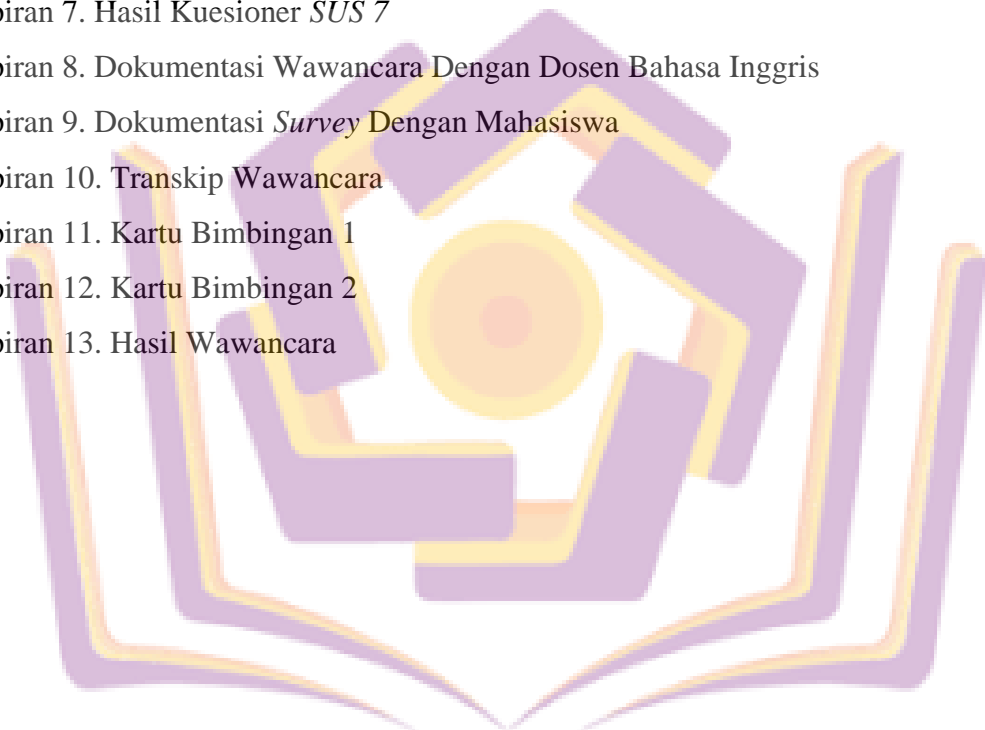 piran 7. Hasil Kuesioner SUS 7
piran 8. Dokumentasi Wawancara Dengan Dosen Bahasa Inggris
piran 9. Dokumentasi Survey Dengan Mahasiswa
piran 10. Transkip Wawancara
piran 11. Kartu Bimbingan 1
piran 12. Kartu Bimbingan 2
piran 13. Hasil Wawancara